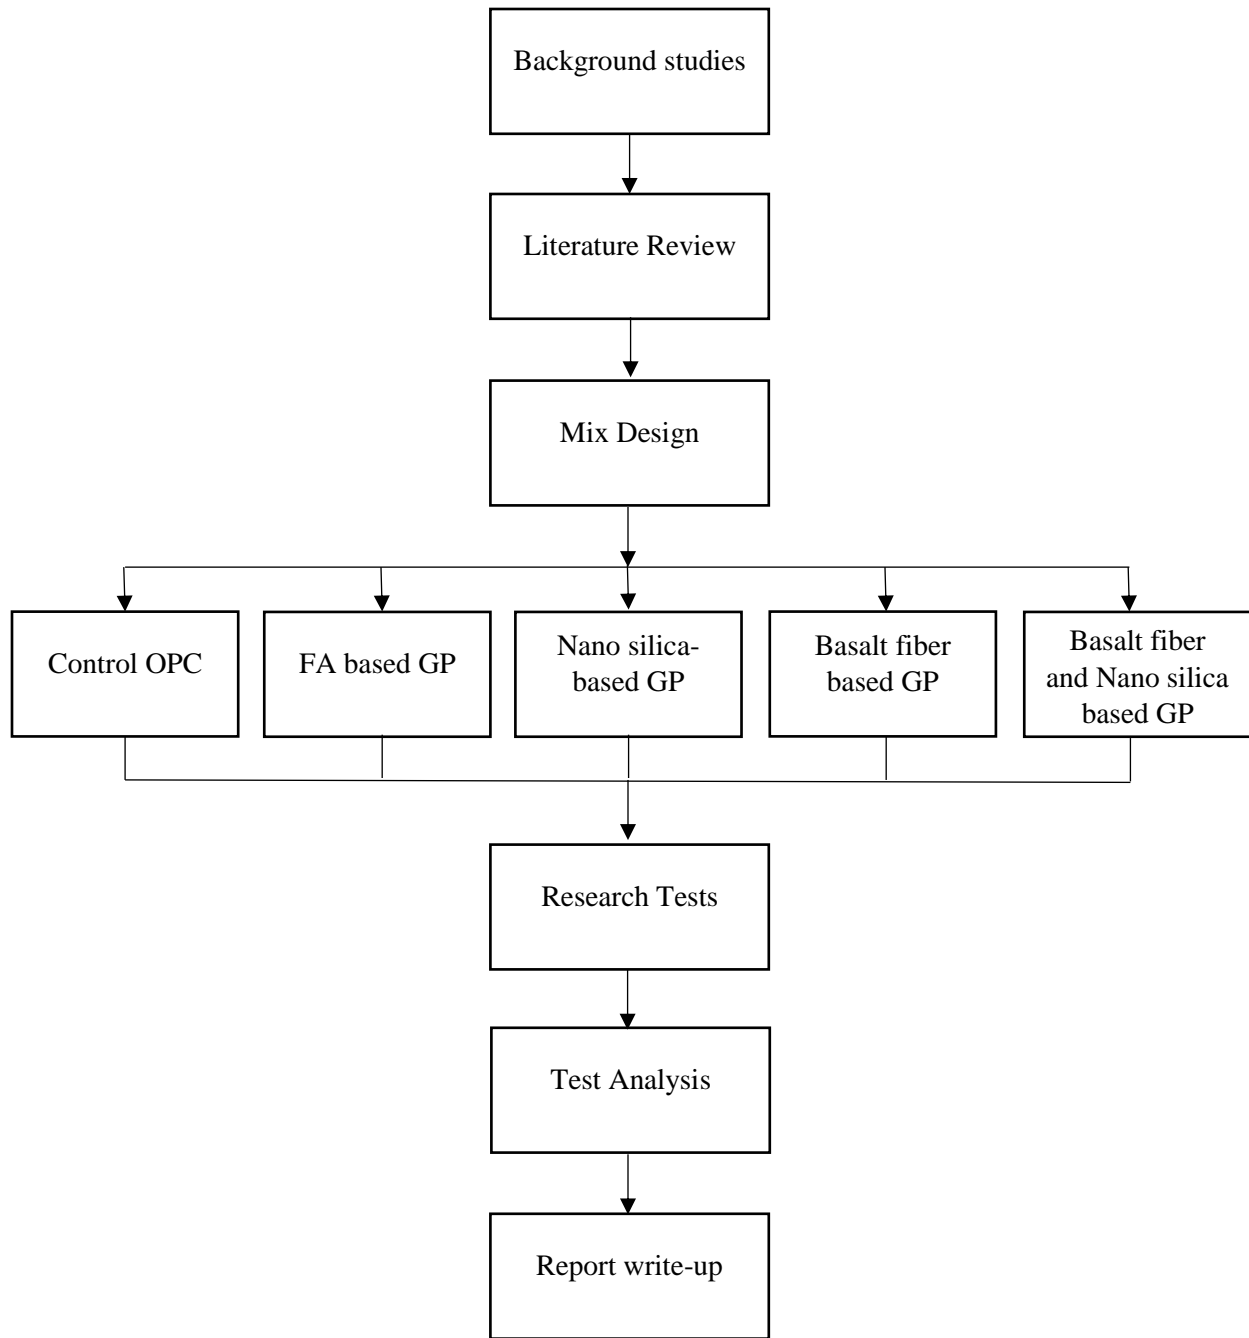 Background studies
Literature Review
Mix Design
Control OPC
FA based GP
Nano silica-
based GP
Basalt fiber
based GP
Basalt fiber
and Nano silica
based GP
Research Tests
Test Analysis
Report write-up